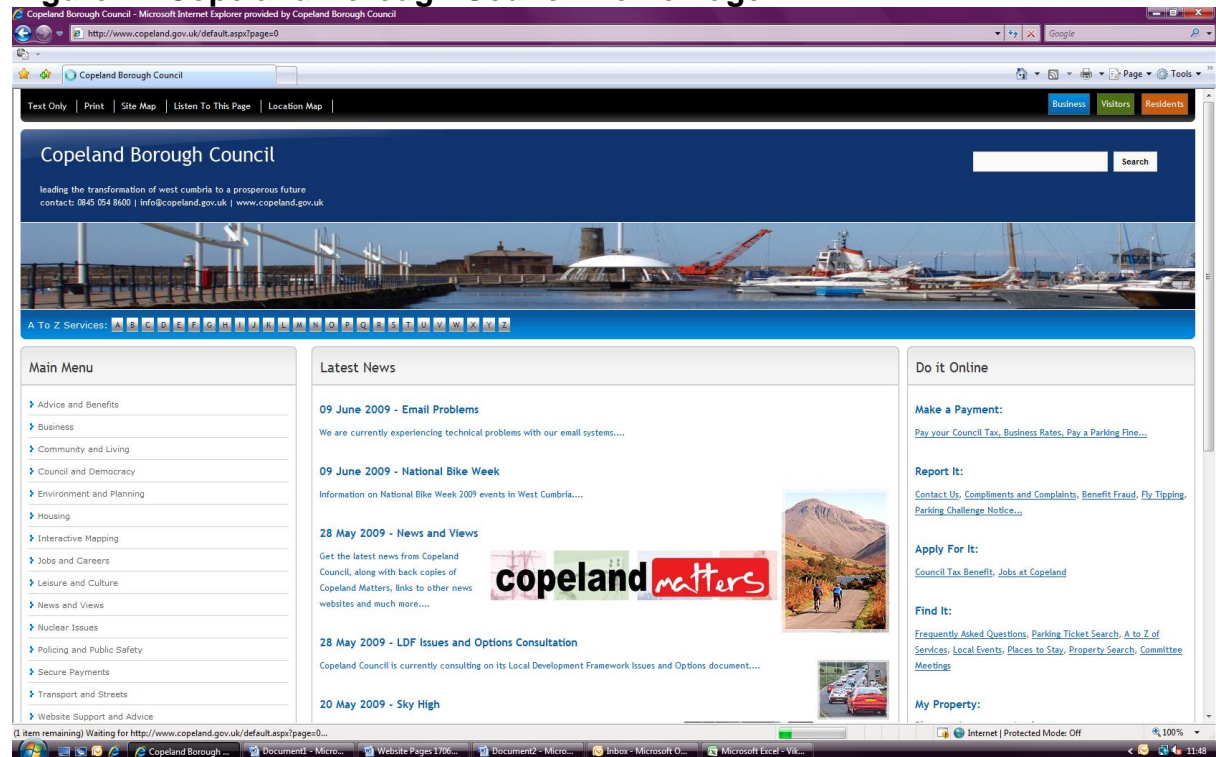 Copeland Borough Council - Microsoft Internet Explorer provided by Copeland Borough Council
http://www.copeland.gov.uk/default.aspx?page=0
Google
Copeland Borough Council
Page
Tools
Text Only | Print | Site Map | Listen To This Page | Location Map |
Business
Visitors
Residents
Copeland Borough Council
Search
leading the transformation of west cumbria to a prosperous future
contact: 0845 054 8600 | info@copeland.gov.uk | www.copeland.gov.uk
A To Z Services: A B C D E F G H I J K L M N O P Q R S T U V W X Y Z
Main Menu
Advice and Benefits
Business
Community and Living
Council and Democracy
Environment and Planning
Housing
Interactive Mapping
Jobs and Careers
Leisure and Culture
News and Views
Nuclear Issues
Policing and Public Safety
Secure Payments
Transport and Streets
Website Support and Advice
Latest News
09 June 2009 - Email Problems
We are currently experiencing technical problems with our email systems....
09 June 2009 - National Bike Week
Information on National Bike Week 2009 events in West Cumbria....
28 May 2009 - News and Views
Get the latest news from Copeland
Council, along with back copies of
Copeland Matters, links to other news
websites and much more....
copeland matters
28 May 2009 - LDF Issues and Options Consultation
Copeland Council is currently consulting on its Local Development Framework Issues and Options document....
20 May 2009 - Sky High
Do it Online
Make a Payment:
Pay your Council Tax, Business Rates, Pay a Parking Fine...
Report It:
Contact Us, Compliments and Complaints, Benefit Fraud, Fly Tipping,
Parking Challenge Notice...
Apply For It:
Council Tax Benefit, Jobs at Copeland
Find It:
Frequently Asked Questions, Parking Ticket Search, A to Z of
Services, Local Events, Places to Stay, Property Search, Committee
Meetings
My Property:
(1 item remaining) Waiting for http://www.copeland.gov.uk/default.aspx?page=0...
Internet | Protected Mode: Off
100%
Copeland Borough ...
Document1 - Micro...
Website Pages 1706...
Document2 - Micro...
Inbox - Microsoft O...
Microsoft Excel - Vik...
11:48